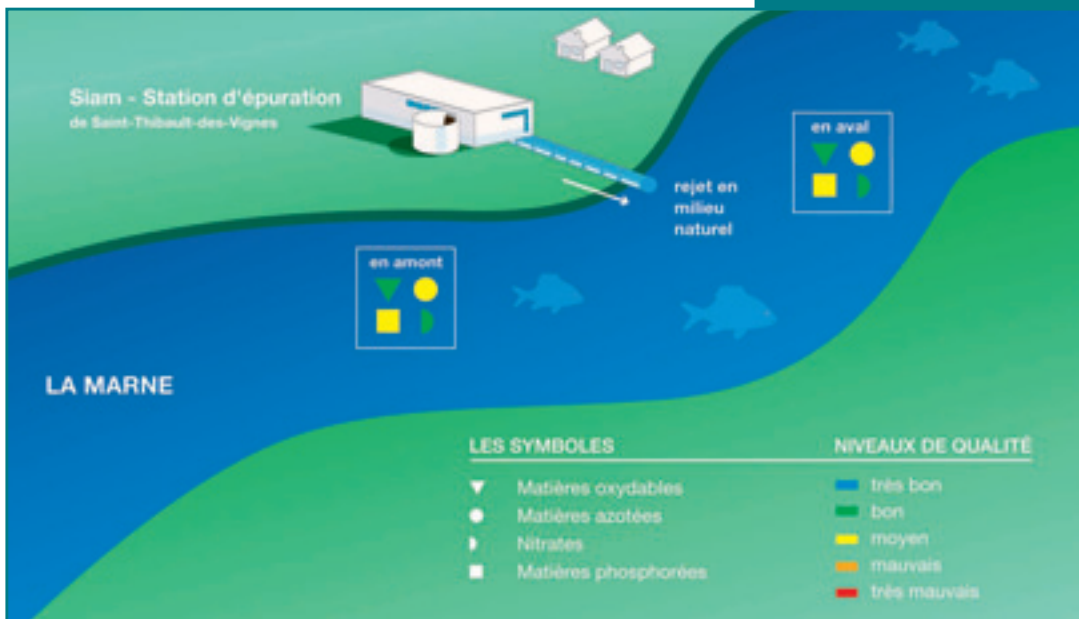 Siam - Station d'épuration
de Saint-Thibault-des-Vignes
en aval
rejet en
milieu
naturel
en amont
LA MARNE
LES SYMBOLES
Matières oxydables
Matières azotées
Nitrates
Matières phosphorées
NIVEAUX DE QUALITÉ
très bon
bon
moyen
mauvais
très mauvais